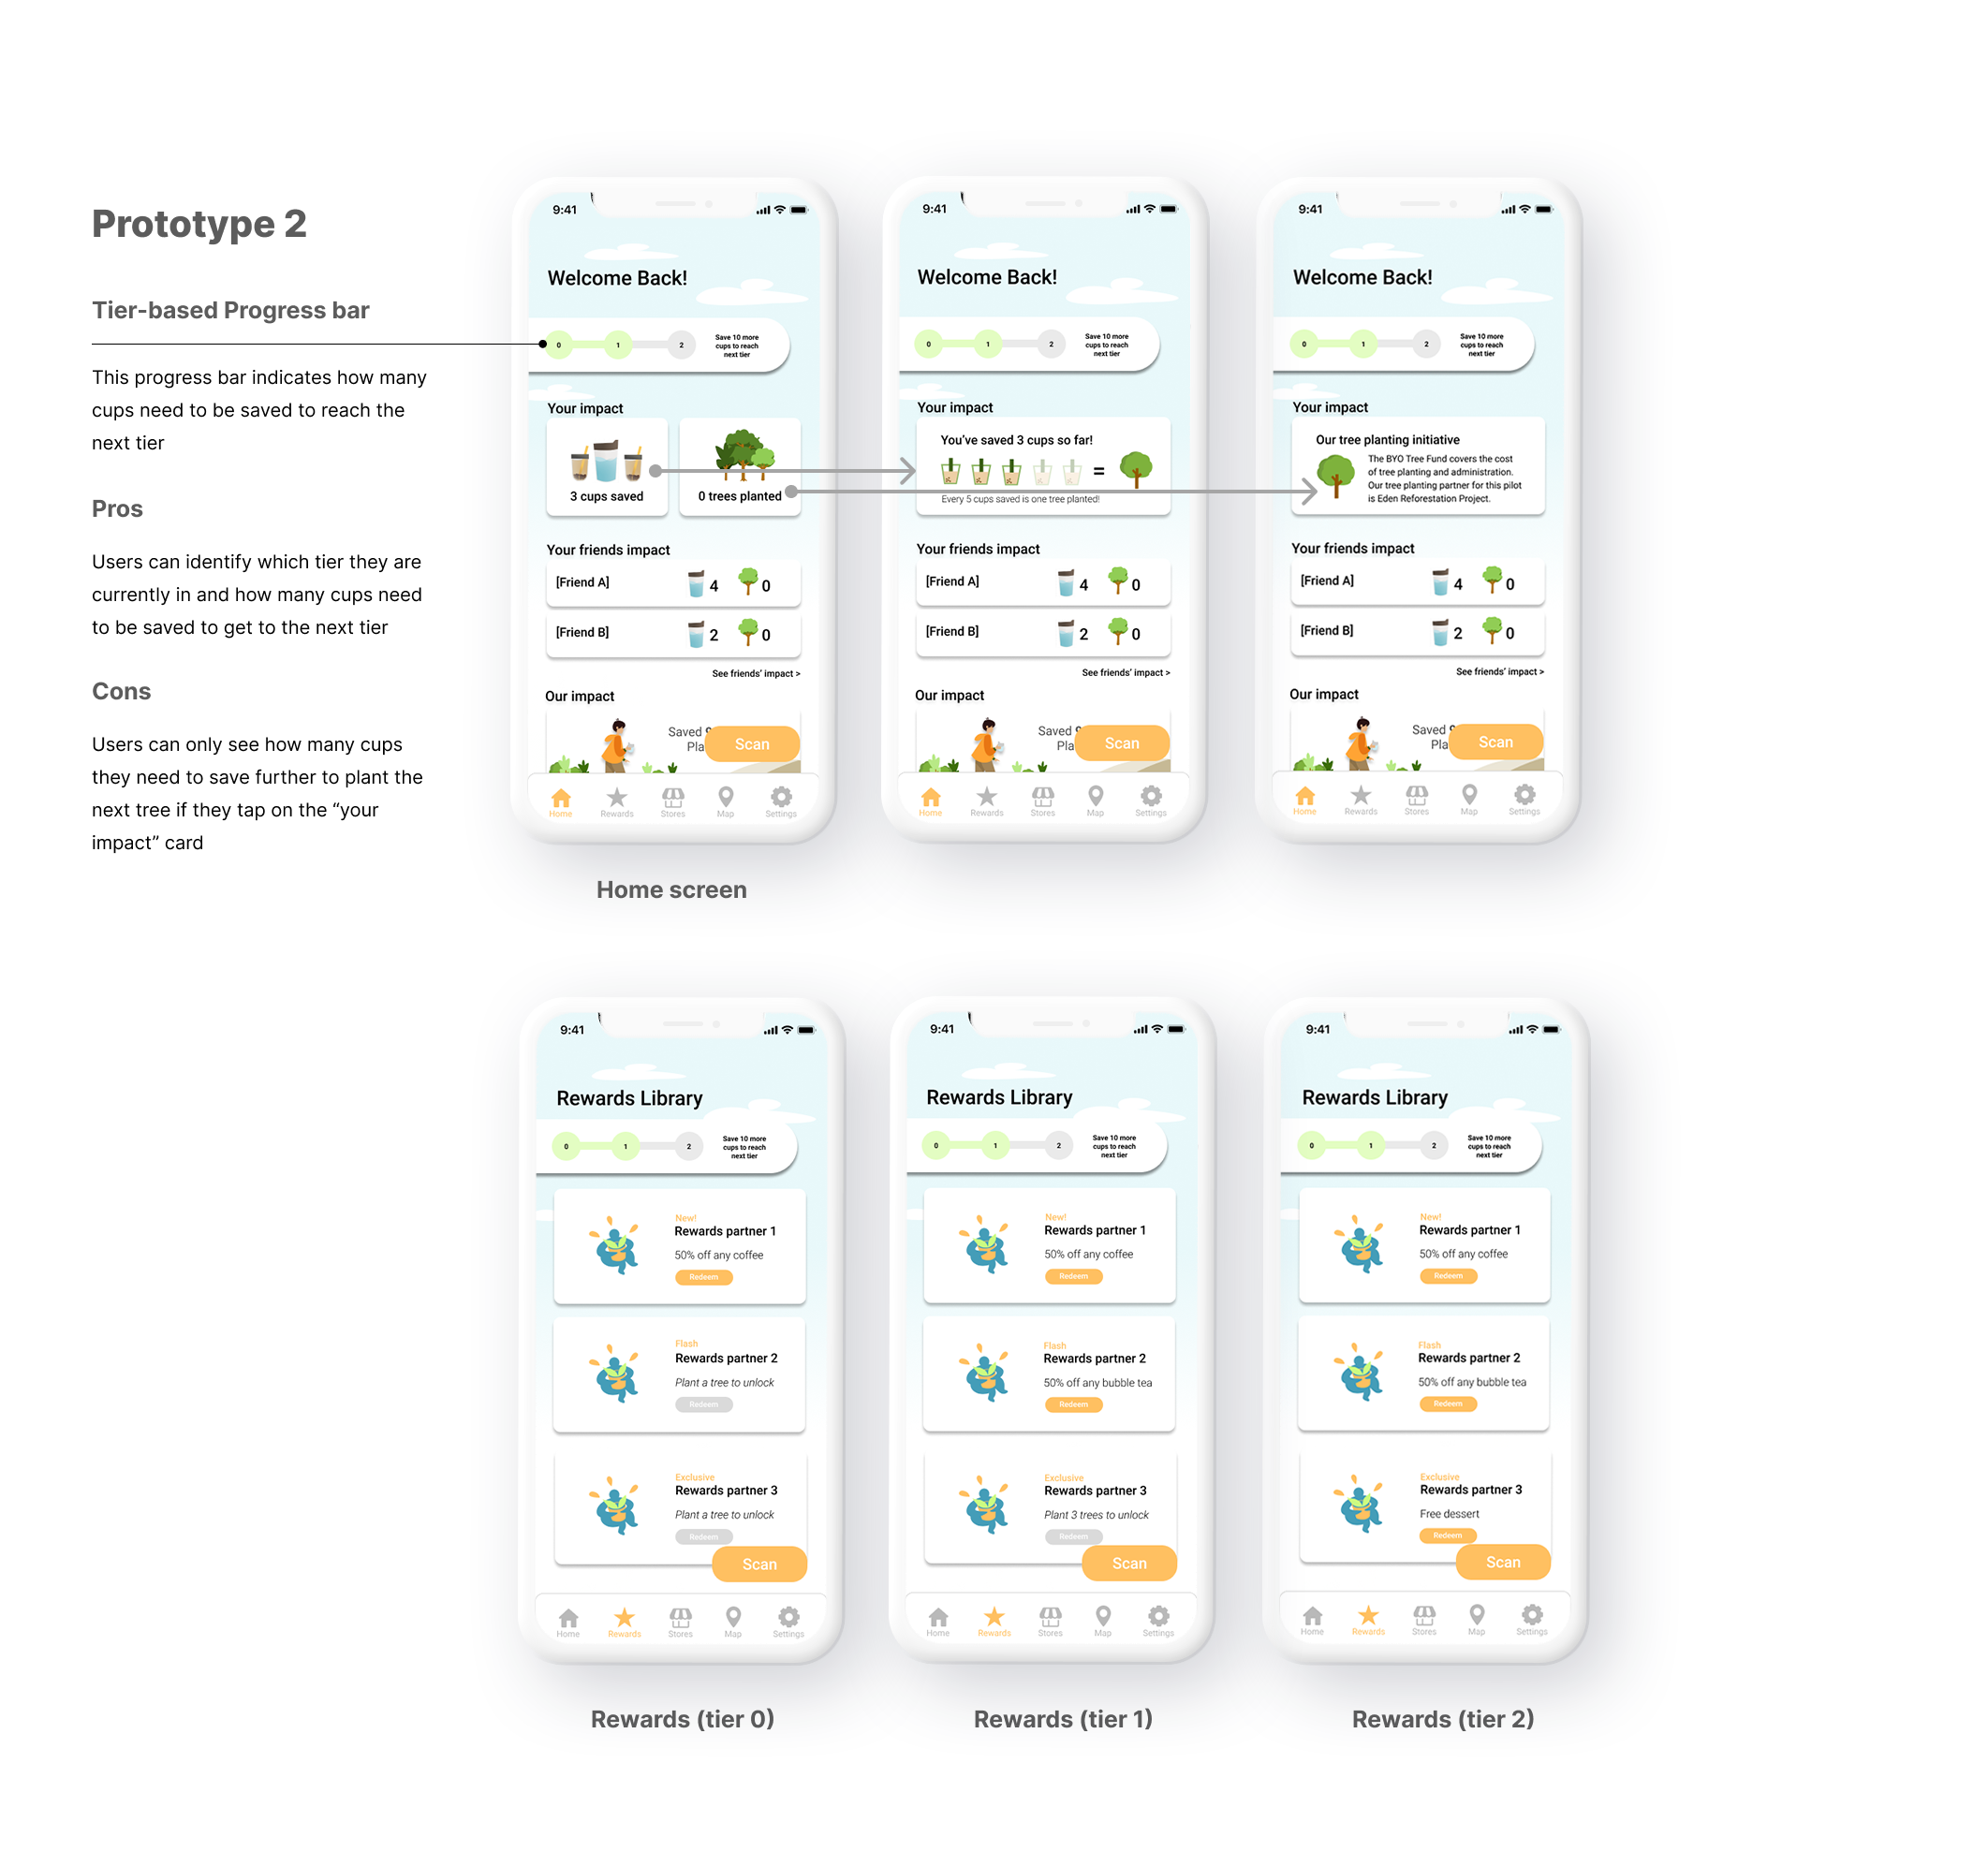 Prototype 2
Tier-based Progress bar
This progress bar indicates how many
cups need to be saved to reach the
next tier
Pros
Users can identify which tier they are
currently in and how many cups need
to be saved to get to the next tier
Cons
Users can only see how many cups
they need to save further to plant the
next tree if they tap on the “your
impact” card
9:41
Welcome Back!
0
1
2
Save 10 more
cups to reach
next tier
Your impact
3 cups saved
0 trees planted
Your friends impact
[Friend A]
4
0
[Friend B]
2
0
See friends’ impact >
Our impact
Saved 9
Pla
Scan
Home
Rewards
Stores
Map
Settings
9:41
Welcome Back!
0
1
2
Save 10 more
cups to reach
next tier
Your impact
You’ve saved 3 cups so far!
=
Every 5 cups saved is one tree planted!
Your friends impact
[Friend A]
4
0
[Friend B]
2
0
See friends’ impact >
Our impact
Saved 9
Pla
Scan
Home
Rewards
Stores
Map
Settings
9:41
Welcome Back!
0
1
2
Save 10 more
cups to reach
next tier
Your impact
Our tree planting initiative
The BYO Tree Fund covers the cost
of tree planting and administration.
Our tree planting partner for this pilot
is Eden Reforestation Project.
Your friends impact
[Friend A]
4
0
[Friend B]
2
0
See friends’ impact >
Our impact
Saved
Pla
Scan
Home
Rewards
Stores
Map
Settings
Home screen
9:41
Rewards Library
0
1
2
Save 10 more
cups to reach
next tier
New!
Rewards partner 1
50% off any coffee
Redeem
Flash
Rewards partner 2
Plant a tree to unlock
Redeem
Exclusive
Rewards partner 3
Plant a tree to unlock
Redeem
Scan
Home
Rewards
Stores
Map
Settings
9:41
Rewards Library
0
1
2
Save 10 more
cups to reach
next tier
New!
Rewards partner 1
50% off any coffee
Redeem
Flash
Rewards partner 2
50% off any bubble tea
Redeem
Exclusive
Rewards partner 3
Plant 3 trees to unlock
Redeem
Scan
Home
Rewards
Stores
Map
Settings
9:41
Rewards Library
0
1
2
Save 10 more
cups to reach
next tier
New!
Rewards partner 1
50% off any coffee
Redeem
Flash
Rewards partner 2
50% off any bubble tea
Redeem
Exclusive
Rewards partner 3
Free dessert
Redeem
Scan
Home
Rewards
Stores
Map
Settings
Rewards (tier 0)
Rewards (tier 1)
Rewards (tier 2)